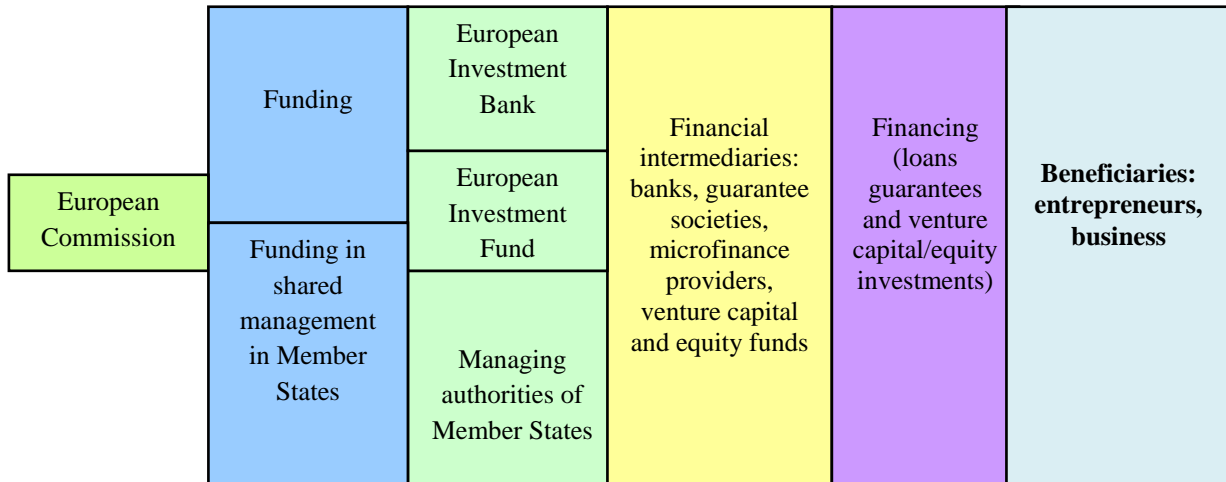 European
Commission
Funding
Funding in
shared
management
in Member
States
European
Investment
Bank
European
Investment
Fund
Managing
authorities of
Member States
Financial
intermediaries:
banks, guarantee
societies,
microfinance
providers,
venture capital
and equity funds
Financing
(loans
guarantees
and venture
capital/equity
investments)
Beneficiaries:
entrepreneurs,
business